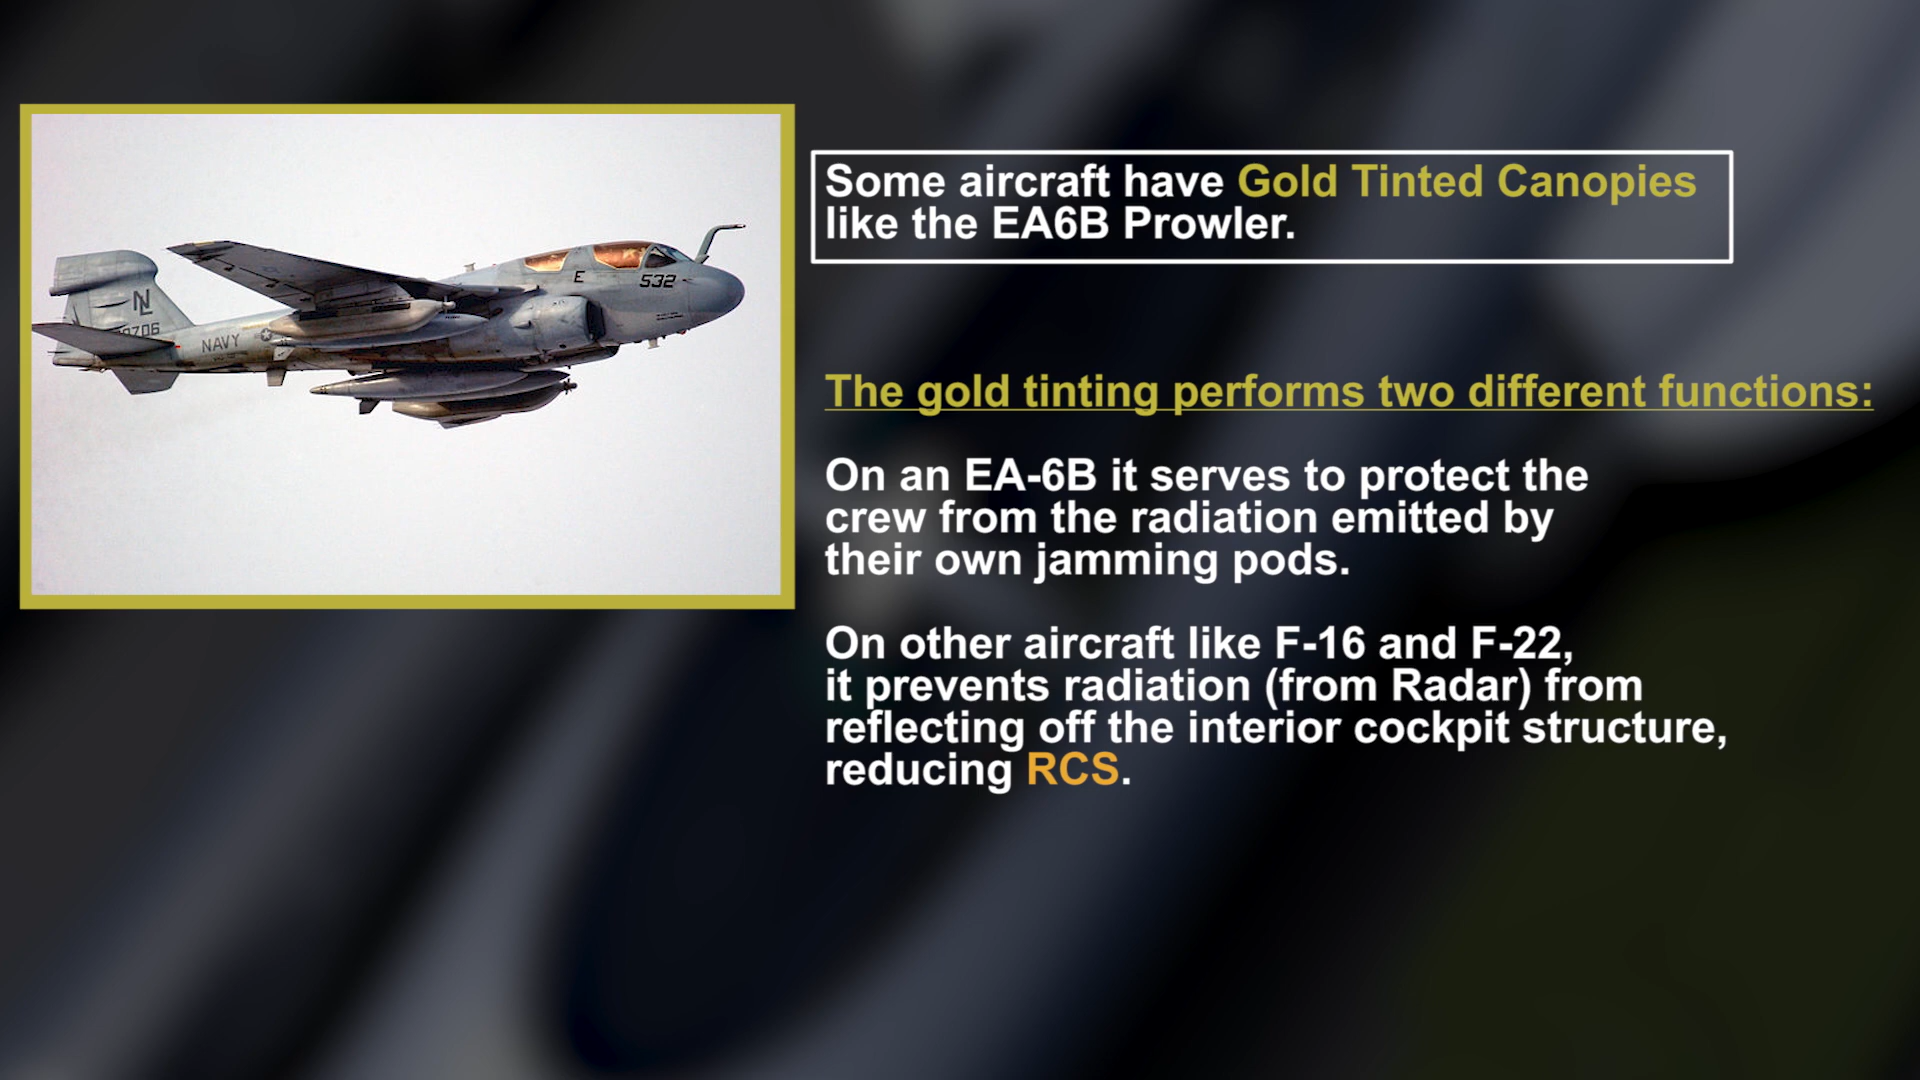 Some aircraft have Gold Tinted Canopies
like the EA6B Prowler.
The gold tinting performs two different functions:
On an EA-6B it serves to protect the
crew from the radiation emitted by
their own jamming pods.
On other aircraft like F-16 and F-22,
it prevents radiation (from Radar) from
reflecting off the interior cockpit structure,
reducing RCS.
E
532
NL
NAVY